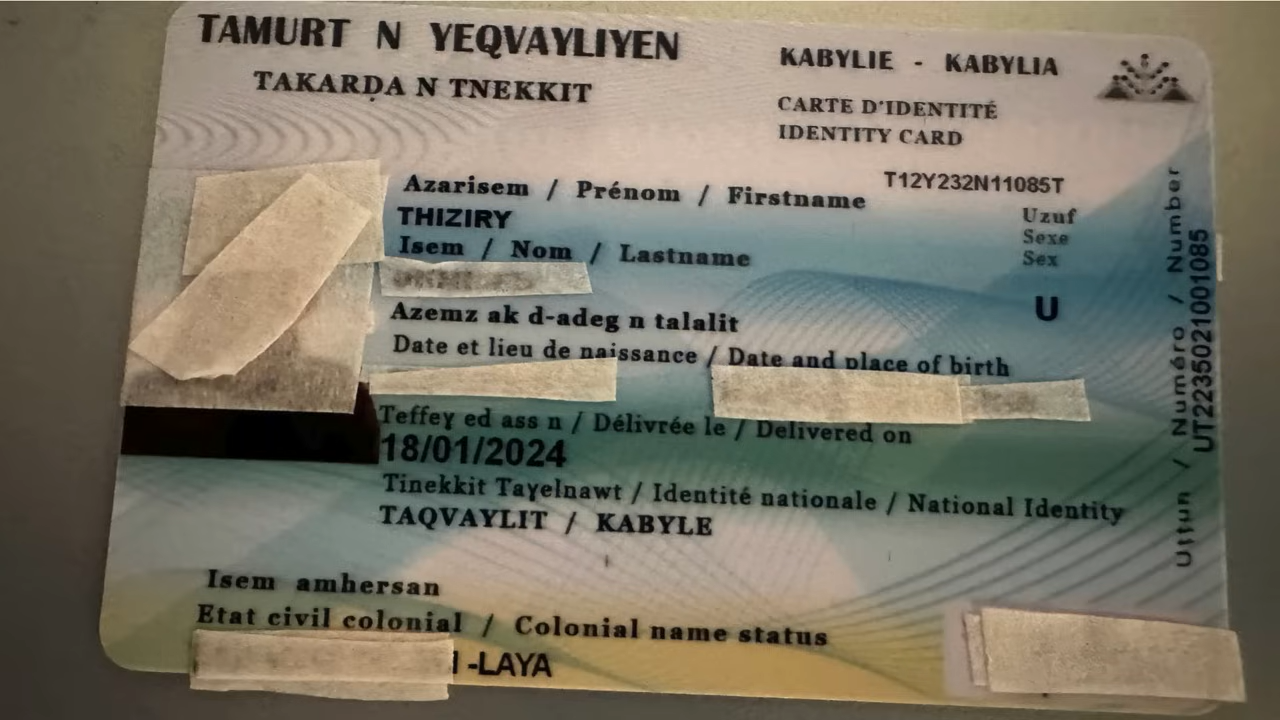 TAMURT N YEQVAYLIYEN
TAKARḌA N TNEKKIT
KABYLIE - KABYLIA
CARTE D'IDENTITÉ
IDENTITY CARD
T12Y232N11085T
Azarisem / Prénom / Firstname
THIZIRY
Isem / Nom / Lastname
Uzuf
Sexe
Sex
U
Azemz ak d-adeg n talalit
Date et lieu de naissance / Date and place of birth
Teffeɣ ed ass n / Délivrée le / Delivered on
18/01/2024
Tinekkit Taɣelnawt / Identité nationale / National Identity
TAQVAYLIT / KABYLE
Isem amhersan
Etat civil colonial / Colonial name status
-LAYA
Uṭṭun / Numéro / Number
UT2235021001085